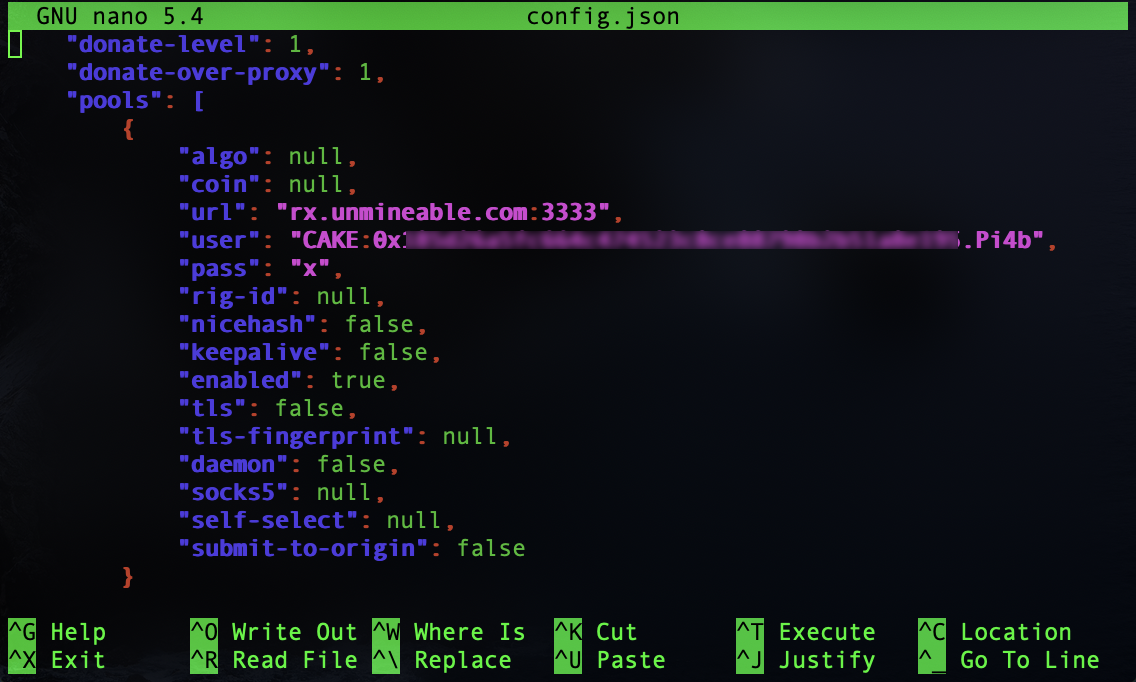 GNU nano 5.4 config.json
"donate-level": 1,
"donate-over-proxy": 1,
"pools": [
{
"algo": null,
"coin": null,
"url": "rx.unmineable.com:3333",
"user": "CAKE:0x .Pi4b",
"pass": "x",
"rig-id": null,
"nicehash": false,
"keepalive": false,
"enabled": true,
"tls": false,
"tls-fingerprint": null,
"daemon": false,
"socks5": null,
"self-select": null,
"submit-to-origin": false
}
^G Help ^O Write Out ^W Where Is ^K Cut ^T Execute ^C Location
^X Exit ^R Read File ^\ Replace ^U Paste ^J Justify ^_ Go To Line